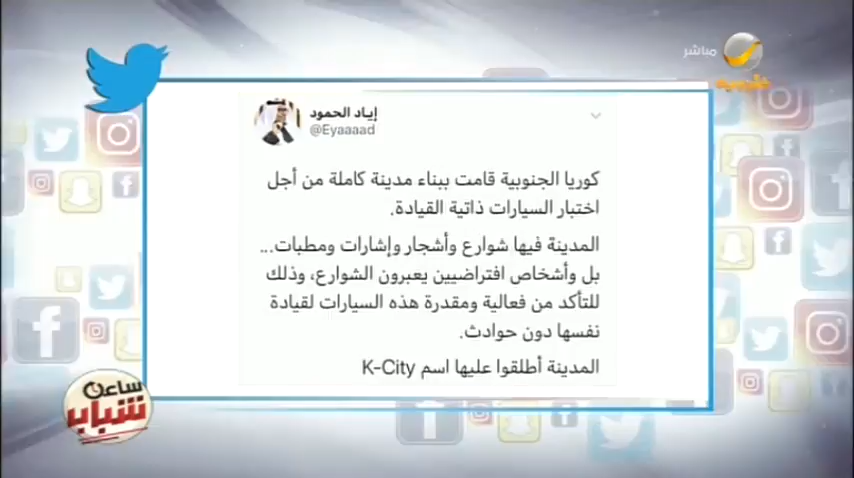 مباشر
خليجية
إياد الحمود
@Eyaaaad
كوريا الجنوبية قامت ببناء مدينة كاملة من أجل
اختبار السيارات ذاتية القيادة.
المدينة فيها شوارع وأشجار وإشارات ومطبات...
بل وأشخاص افتراضيين يعبرون الشوارع، وذلك
للتأكد من فعالية ومقدرة هذه السيارات لقيادة
نفسها دون حوادث.
المدينة أطلقوا عليها اسم K-City
ساعة
شباب